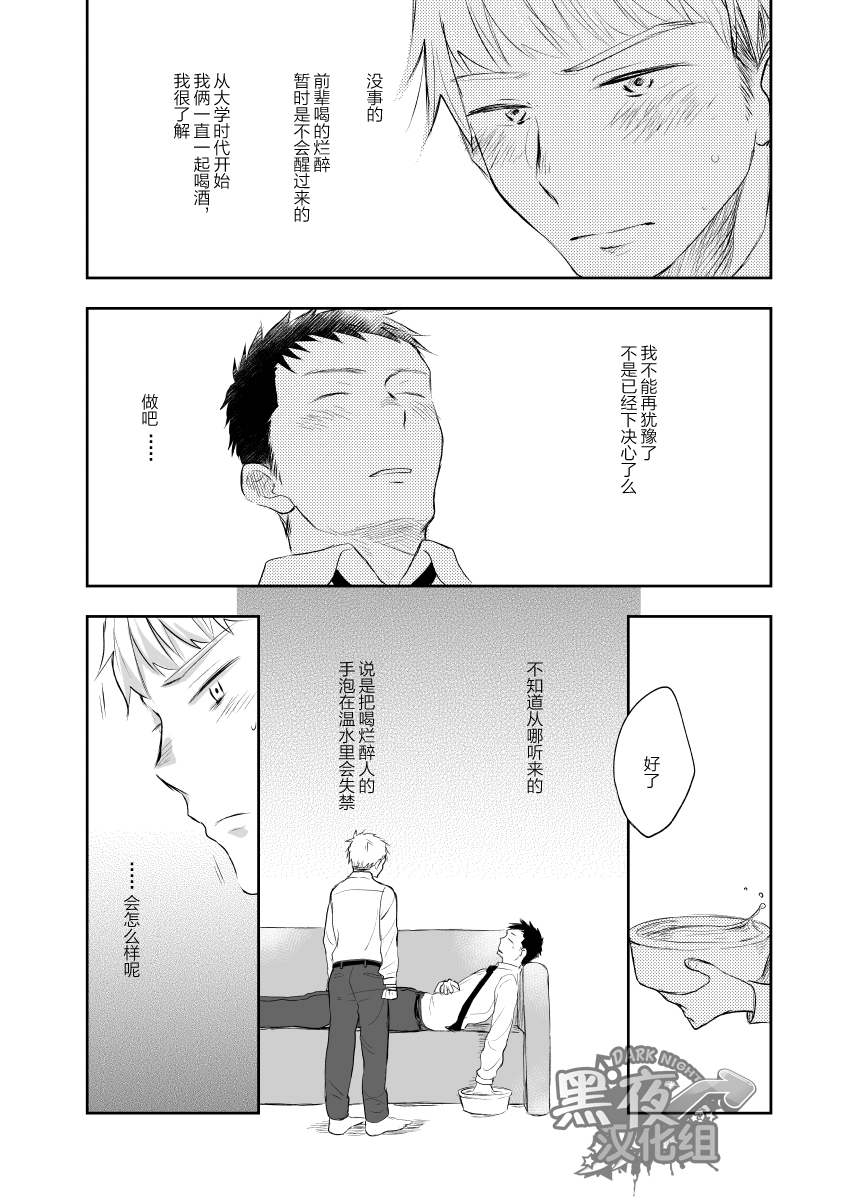 没事的
前辈喝的烂醉
暂时是不会醒过来的
从大学时代开始
我俩一直一起喝酒，
我很了解
我不能再犹豫了
不是已经下决心了么
做吧……
好了
不知道从哪听来的
说是把喝烂醉人的
手泡在温水里会失禁
……会怎么样呢
DARK NIGHT
黑夜
汉化组